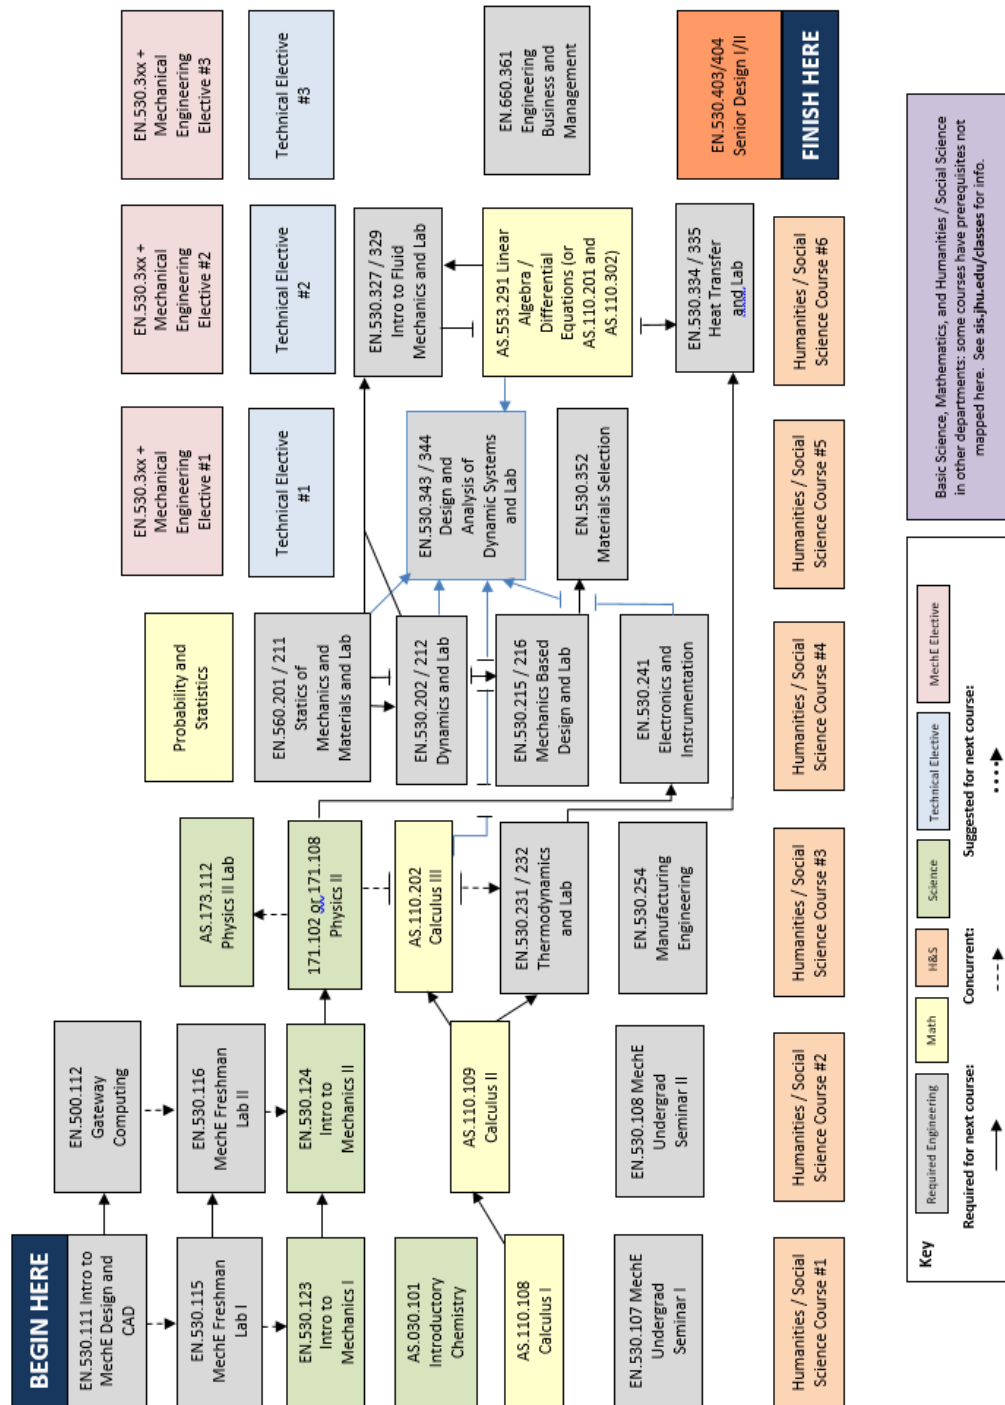 BEGIN HERE
EN.530.111 Intro to
MechE Design and
CAD
EN.530.115
MechE Freshman
Lab I
EN.530.123
Intro to
Mechanics I
AS.030.101
Introductory
Chemistry
AS.110.108
Calculus I
EN.530.107 MechE
Undergrad
Seminar I
Humanities / Social
Science Course #1
EN.500.112
Gateway
Computing
EN.530.116
MechE Freshman
Lab II
EN.530.124
Intro to
Mechanics II
AS.110.109
Calculus II
EN.530.108 MechE
Undergrad
Seminar II
Humanities / Social
Science Course #2
AS.173.112
Physics II Lab
171.102 or 171.108
Physics II
AS.110.202
Calculus III
EN.530.231 / 232
Thermodynamics
and Lab
EN.530.254
Manufacturing
Engineering
Humanities / Social
Science Course #3
Probability and
Statistics
EN.560.201 / 211
Statics of
Mechanics and
Materials and Lab
EN.530.202 / 212
Dynamics and Lab
EN.530.215 / 216
Mechanics Based
Design and Lab
EN.530.241
Electronics and
Instrumentation
Humanities / Social
Science Course #4
EN.530.3xx +
Mechanical
Engineering
Elective #1
Technical Elective
#1
EN.530.343 / 344
Design and
Analysis of
Dynamic Systems
and Lab
EN.530.352
Materials Selection
Humanities / Social
Science Course #5
EN.530.3xx +
Mechanical
Engineering
Elective #2
Technical Elective
#2
EN.530.327 / 329
Intro to Fluid
Mechanics and Lab
AS.553.291 Linear
Algebra /
Differential
Equations (or
AS.110.201 and
AS.110.302)
EN.530.334 / 335
Heat Transfer
and Lab
Humanities / Social
Science Course #6
EN.530.3xx +
Mechanical
Engineering
Elective #3
Technical Elective
#3
EN.660.361
Engineering
Business and
Management
EN.530.403/404
Senior Design I/II
FINISH HERE
Key
Required Engineering
Math
H&S
Science
Technical Elective
MechE Elective
Required for next course:
Concurrent:
Suggested for next course:
Basic Science, Mathematics, and Humanities / Social Science
in other departments: some courses have prerequisites not
mapped here. See sis.jhu.edu/classes for info.